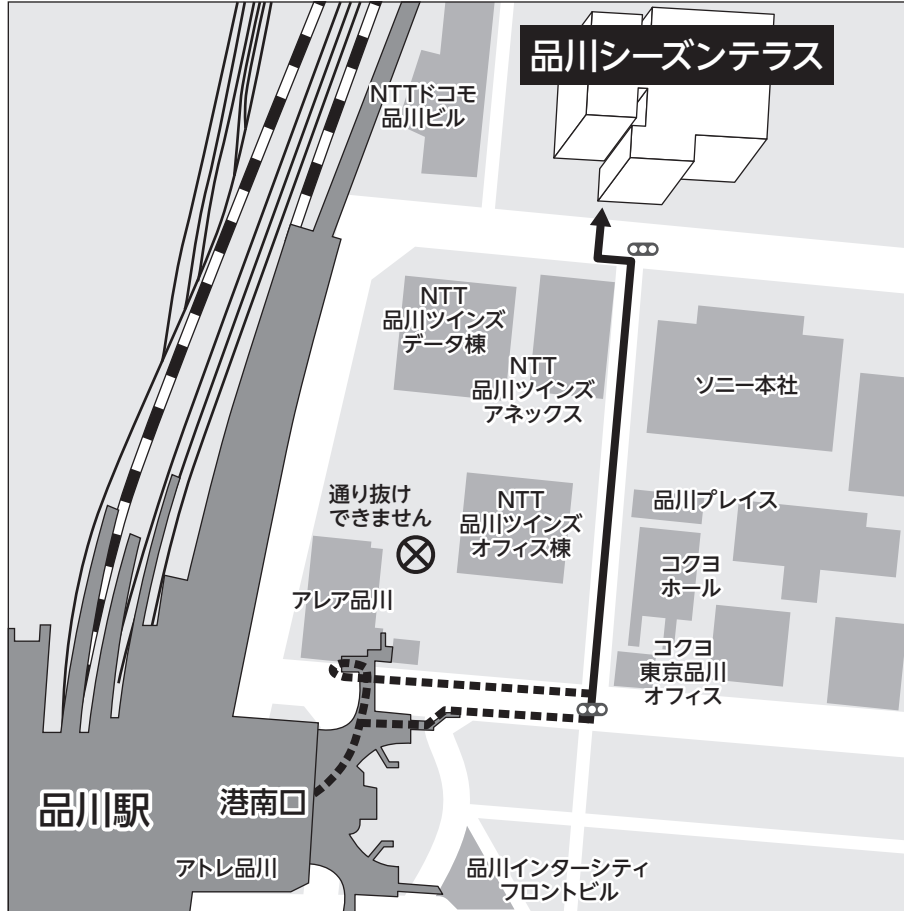 品川シーズンテラス
NTTドコモ
品川ビル
NTT
品川ツインズ
データ棟
NTT
品川ツインズ
アネックス
ソニー本社
通り抜け
できません
NTT
品川ツインズ
オフィス棟
品川プレイス
コクヨ
ホール
アレア品川
コクヨ
東京品川
オフィス
品川駅
港南口
アトレ品川
品川インターシティ
フロントビル